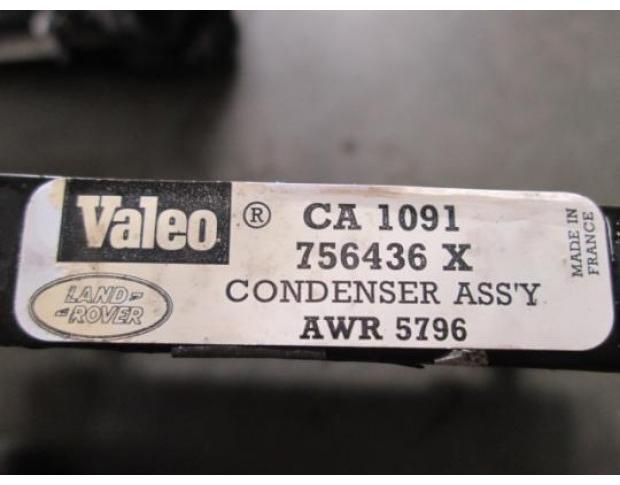 Valeo ® CA 1091
756436 X
CONDENSER ASS'Y
AWR 5796
LAND-
-ROVER
MADE IN
FRANCE